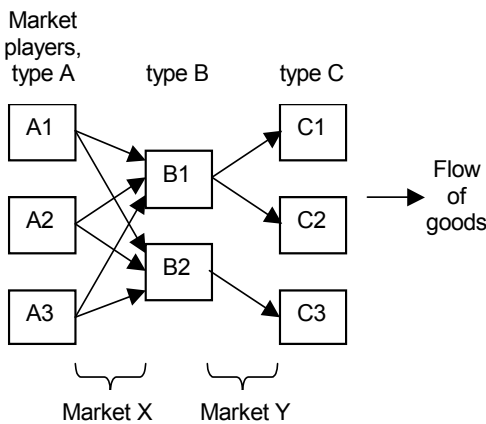 Market
players,
type A
type B
type C
A1
A2
A3
B1
B2
C1
C2
C3
Flow
of
goods
Market X
Market Y